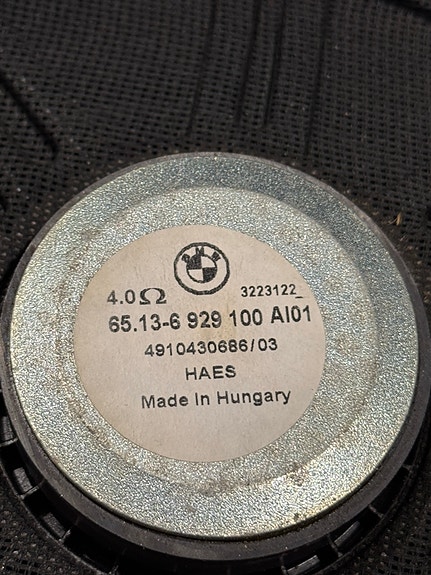 BMW
4.0Ω 3223122_
65.13-6 929 100 AI01
4910430686/03
HAES
Made In Hungary